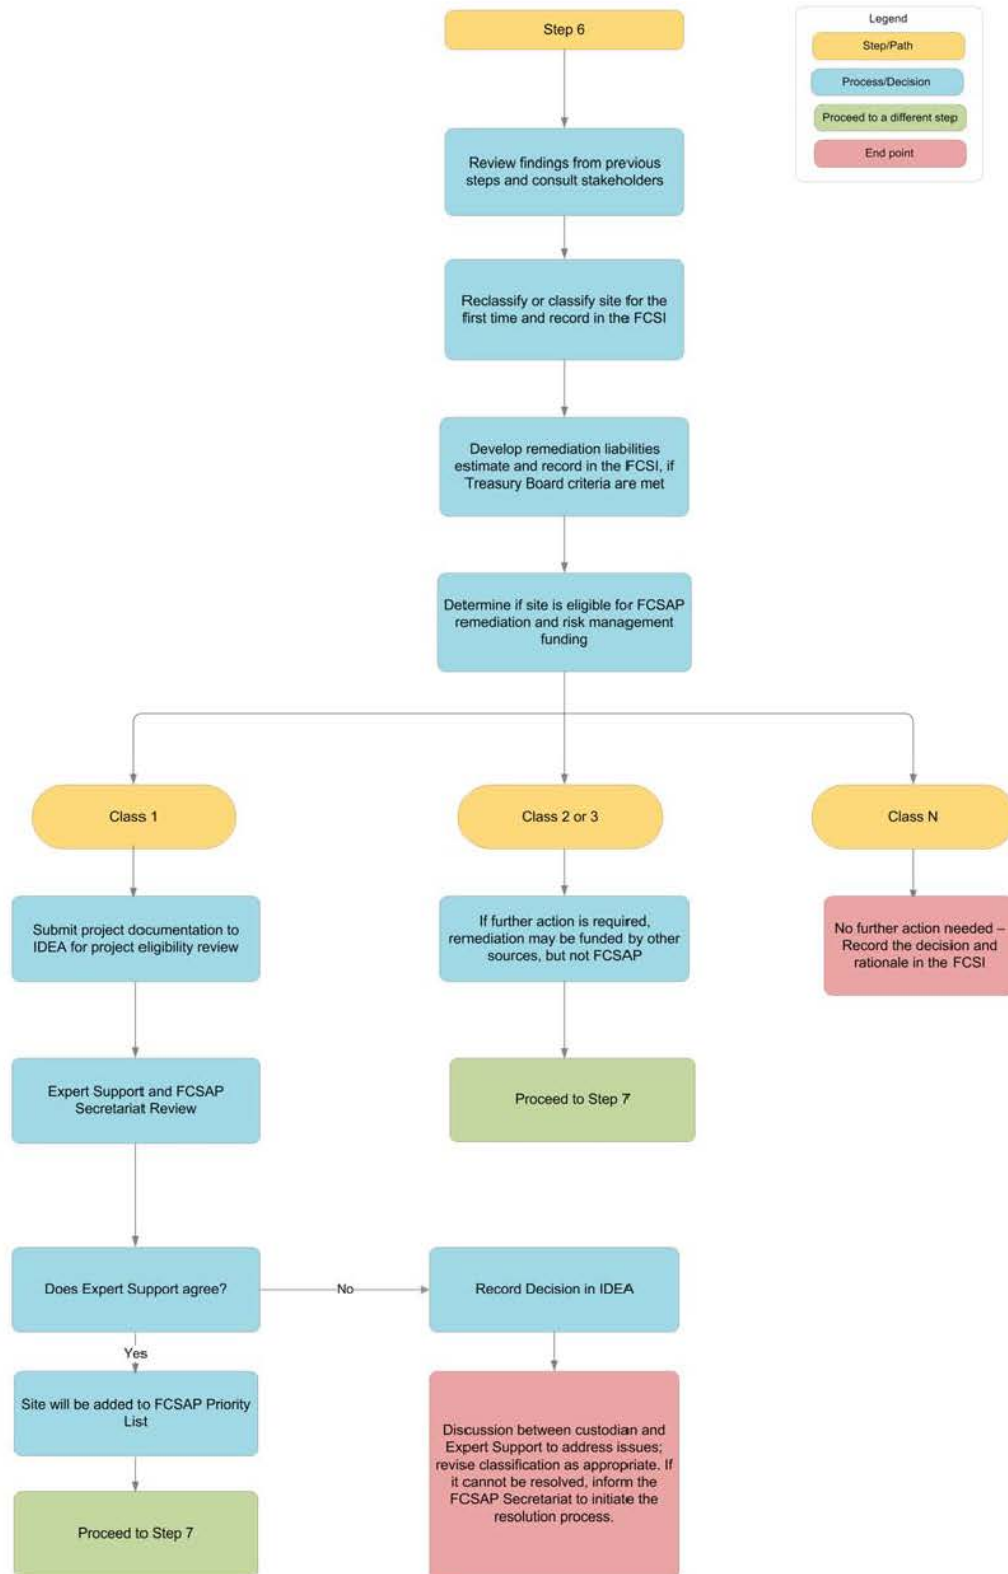 Step 6
Legend
Step/Path
Process/Decision
Proceed to a different step
End point
Review findings from previous
steps and consult stakeholders
Reclassify or classify site for the
first time and record in the FCSI
Develop remediation liabilities
estimate and record in the FCSI, if
Treasury Board criteria are met
Determine if site is eligible for FCSAP
remediation and risk management
funding
Class 1
Class 2 or 3
Class N
Submit project documentation to
IDEA for project eligibility review
If further action is required,
remediation may be funded by other
sources, but not FCSAP
No further action needed –
Record the decision and
rationale in the FCSI
Expert Support and FCSAP
Secretariat Review
Proceed to Step 7
Does Expert Support agree?
No
Record Decision in IDEA
Yes
Site will be added to FCSAP Priority
List
Discussion between custodian and
Expert Support to address issues;
revise classification as appropriate. If
it cannot be resolved, inform the
FCSAP Secretariat to initiate the
resolution process.
Proceed to Step 7